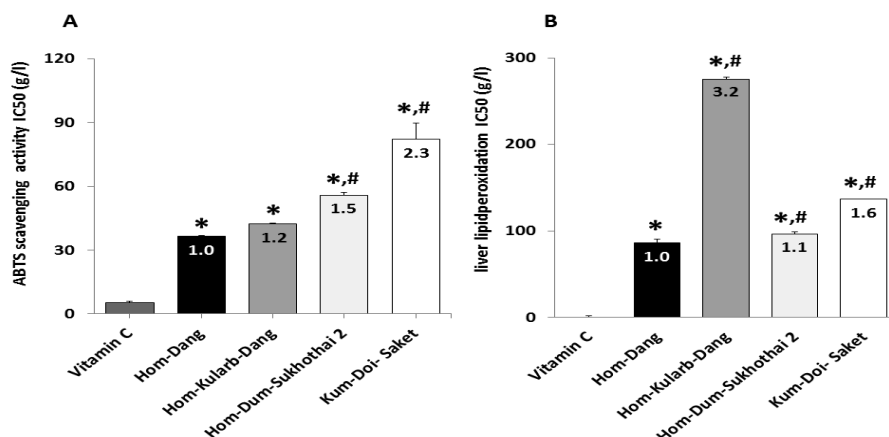 A
ABTS scavenging activity IC50 (g/l)
120
90
60
30
0
*
1.0
*
1.2
*,#
1.5
*,#
2.3
Vitamin C
Hom-Dang
Hom-Kularb-Dang
Hom-Dum-Sukhothai 2
Kum-Doi- Saket
B
liver lipidperoxidation IC50 (g/l)
300
200
100
0
*
1.0
*,#
3.2
*,#
1.1
*,#
1.6
Vitamin C
Hom-Dang
Hom-Kularb-Dang
Hom-Dum-Sukhothai 2
Kum-Doi- Saket